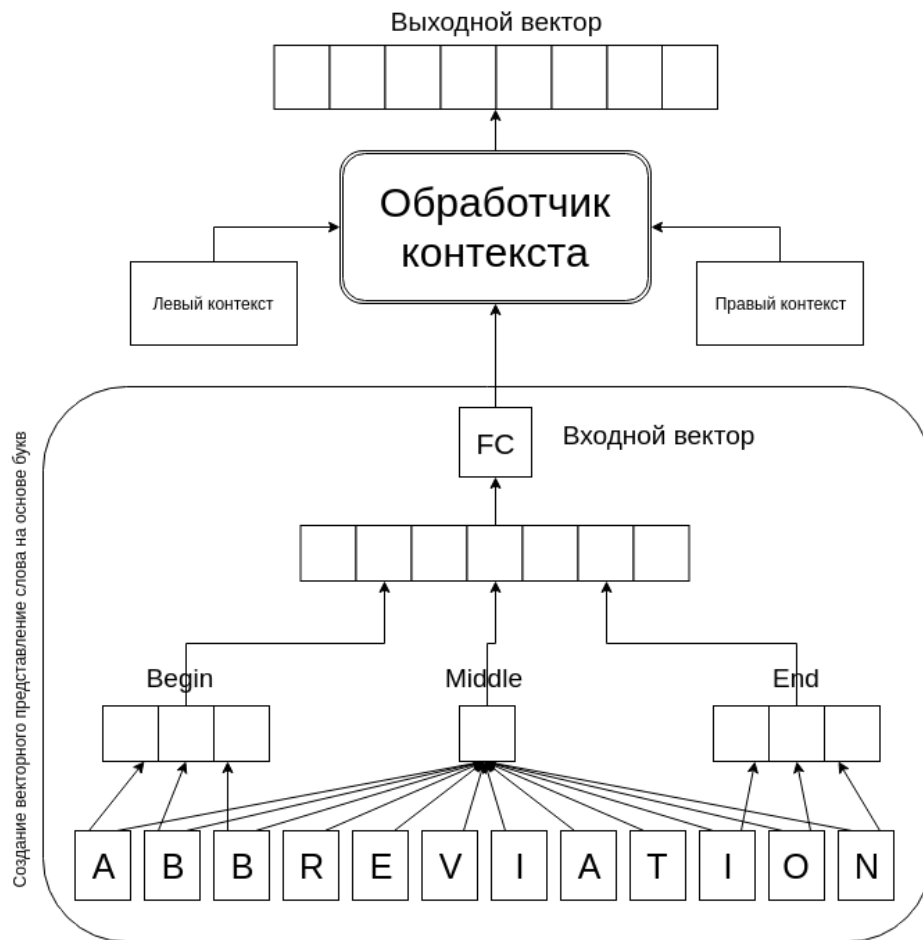 Выходной вектор
Обработчик
контекста
Левый контекст
Правый контекст
Создание векторного представление слова на основе букв
FC
Входной вектор
Begin
Middle
End
A B B R E V I A T I O N